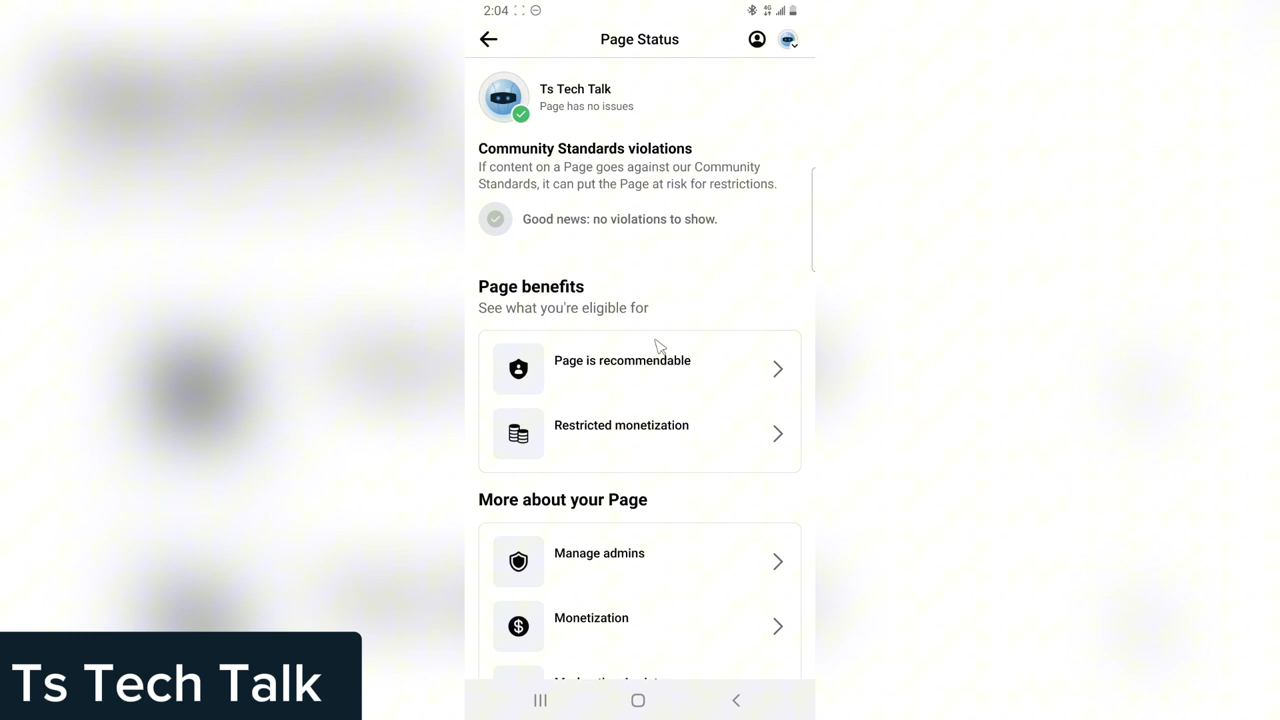 2:04
4G
Page Status
Ts Tech Talk
Page has no issues
Community Standards violations
If content on a Page goes against our Community
Standards, it can put the Page at risk for restrictions.
Good news: no violations to show.
Page benefits
See what you're eligible for
Page is recommendable
Restricted monetization
More about your Page
Manage admins
Monetization
Ts Tech Talk